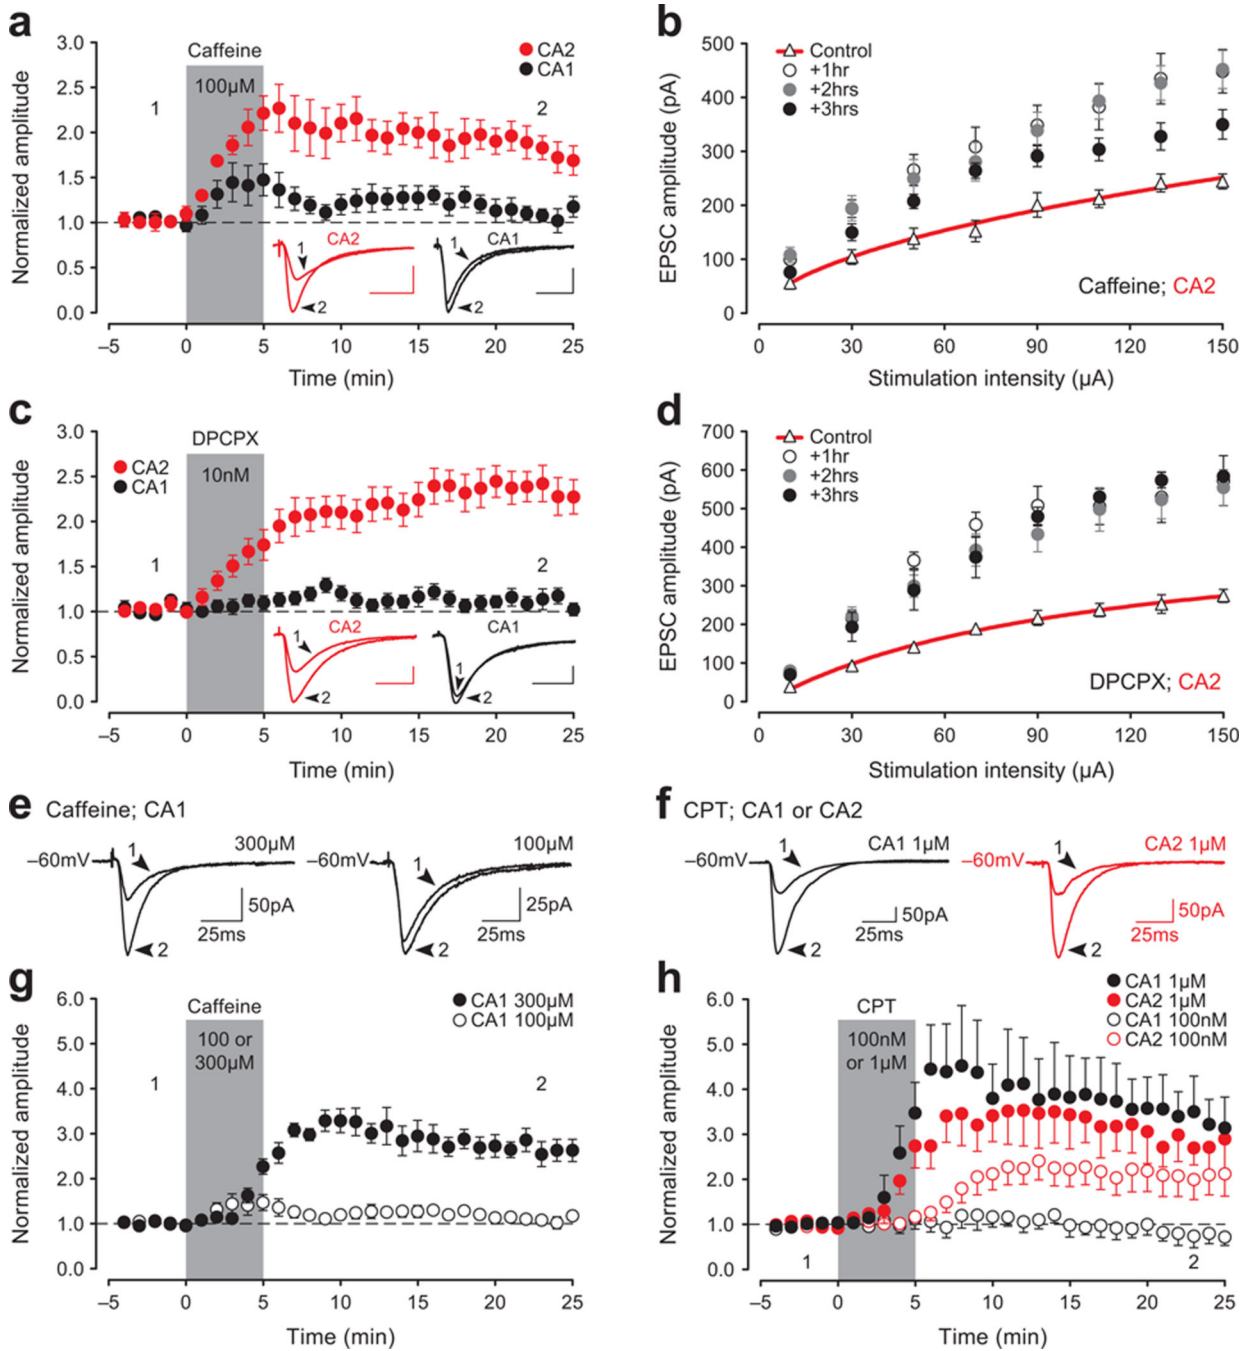 a
Normalized amplitude
3.0
2.5
2.0
1.5
1.0
0.5
0.0
Caffeine
100µM
1
2
CA2
CA1
CA2
1
2
CA1
1
2
–5 0 5 10 15 20 25
Time (min)
b
EPSC amplitude (pA)
500
400
300
200
100
0
Control
+1hr
+2hrs
+3hrs
Caffeine; CA2
0 30 60 90 120 150
Stimulation intensity (µA)
c
Normalized amplitude
3.0
2.5
2.0
1.5
1.0
0.5
0.0
DPCPX
10nM
CA2
CA1
1
2
CA2
1
2
CA1
1
2
–5 0 5 10 15 20 25
Time (min)
d
EPSC amplitude (pA)
700
600
500
400
300
200
100
0
Control
+1hr
+2hrs
+3hrs
DPCPX; CA2
0 30 60 90 120 150
Stimulation intensity (µA)
e Caffeine; CA1
–60mV
1
300µM
2
50pA
25ms
–60mV
1
100µM
2
25pA
25ms
f CPT; CA1 or CA2
–60mV
1
CA1 1µM
2
50pA
25ms
–60mV
1
CA2 1µM
2
50pA
25ms
g
Normalized amplitude
6.0
5.0
4.0
3.0
2.0
1.0
0.0
Caffeine
100 or
300µM
1
2
CA1 300µM
CA1 100µM
–5 0 5 10 15 20 25
Time (min)
h
Normalized amplitude
6.0
5.0
4.0
3.0
2.0
1.0
0.0
CPT
100nM
or 1µM
CA1 1µM
CA2 1µM
CA1 100nM
CA2 100nM
1
2
–5 0 5 10 15 20 25
Time (min)